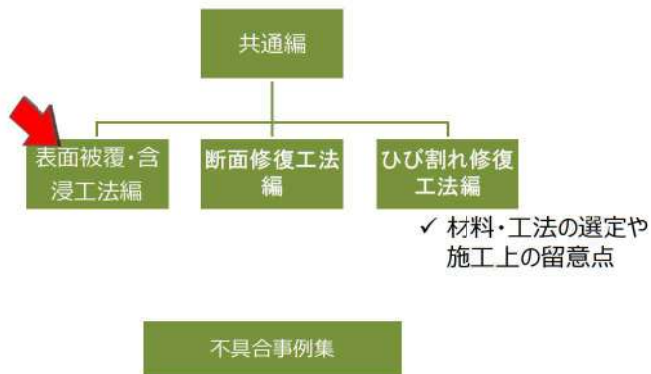 共通編
表面被覆・含
浸工法編
断面修復工法
編
ひび割れ修復
工法編
✓ 材料・工法の選定や
施工上の留意点
不具合事例集